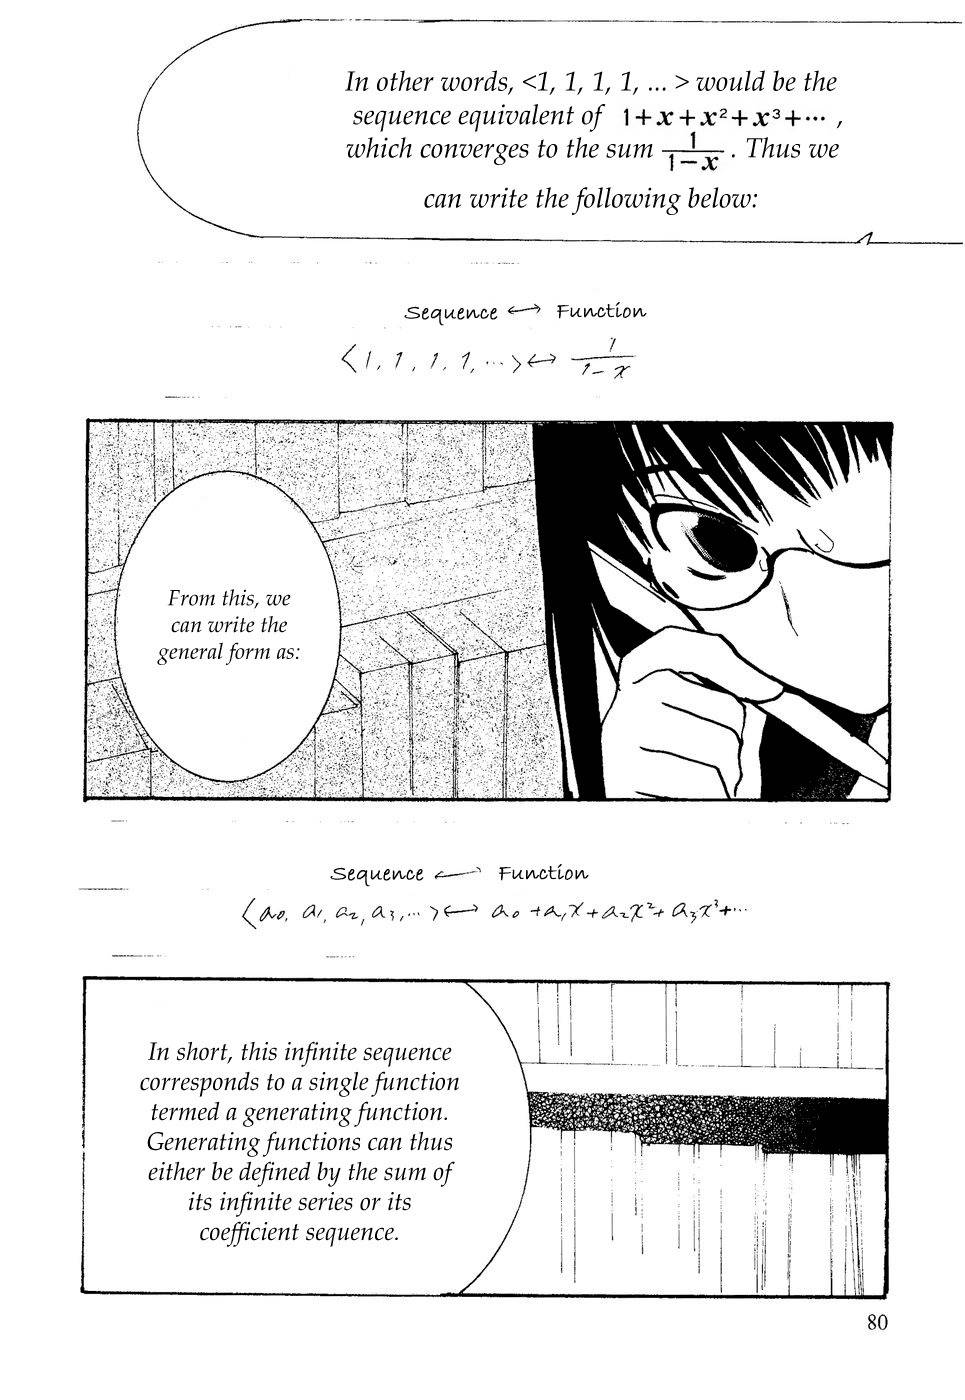 In other words, <1, 1, 1, 1, ... > would be the
sequence equivalent of 1+x+x²+x³+⋯ ,
which converges to the sum 1/(1−x) . Thus we
can write the following below:
Sequence ↔ Function
⟨1, 1, 1, 1, ⋯⟩ ↔ 1/(1−x)
From this, we
can write the
general form as:
Sequence ↔ Function
⟨a₀, a₁, a₂, a₃, ⋯⟩ ↔ a₀ + a₁x + a₂x² + a₃x³ + ⋯
In short, this infinite sequence
corresponds to a single function
termed a generating function.
Generating functions can thus
either be defined by the sum of
its infinite series or its
coefficient sequence.
80